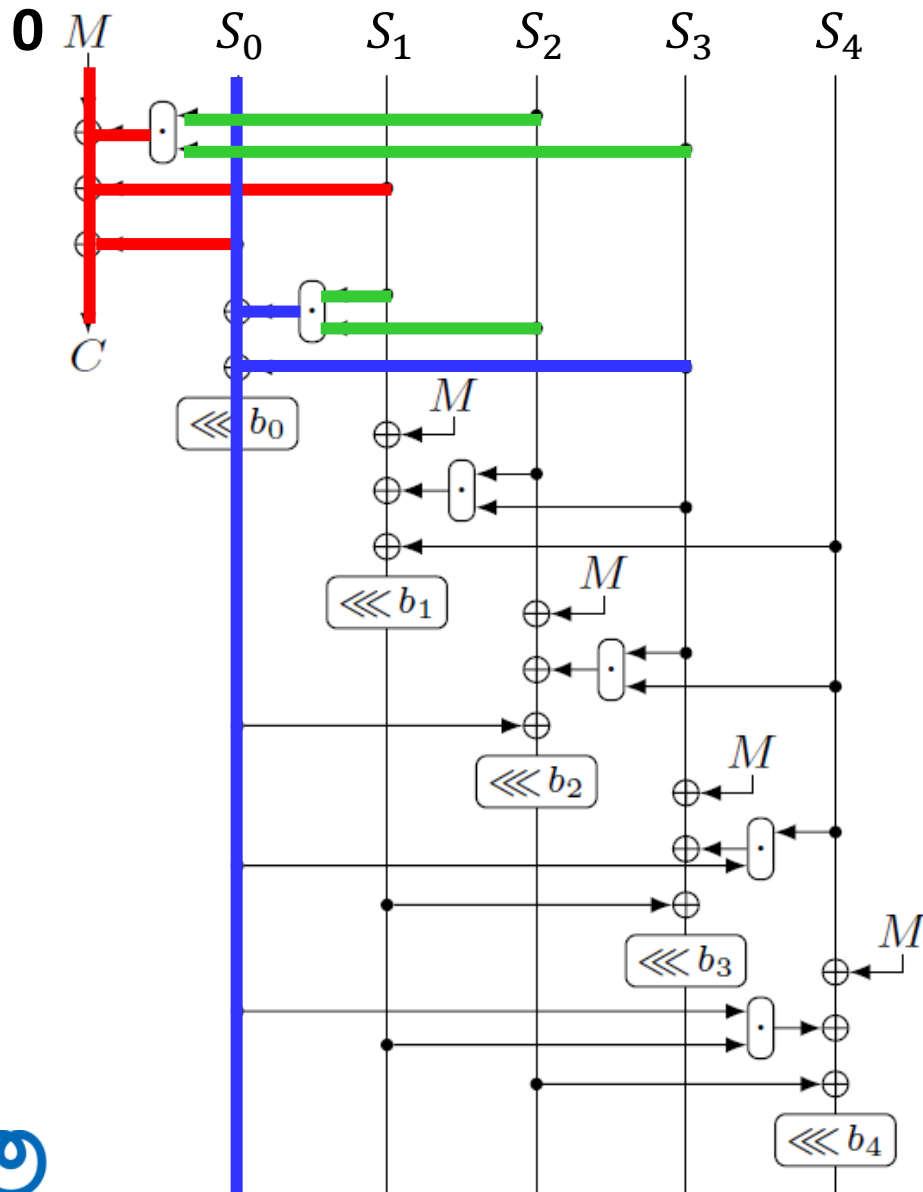 0 M S₀ S₁ S₂ S₃ S₄
C
⋘ b₀
M
⋘ b₁
M
⋘ b₂
M
⋘ b₃
M
⋘ b₄